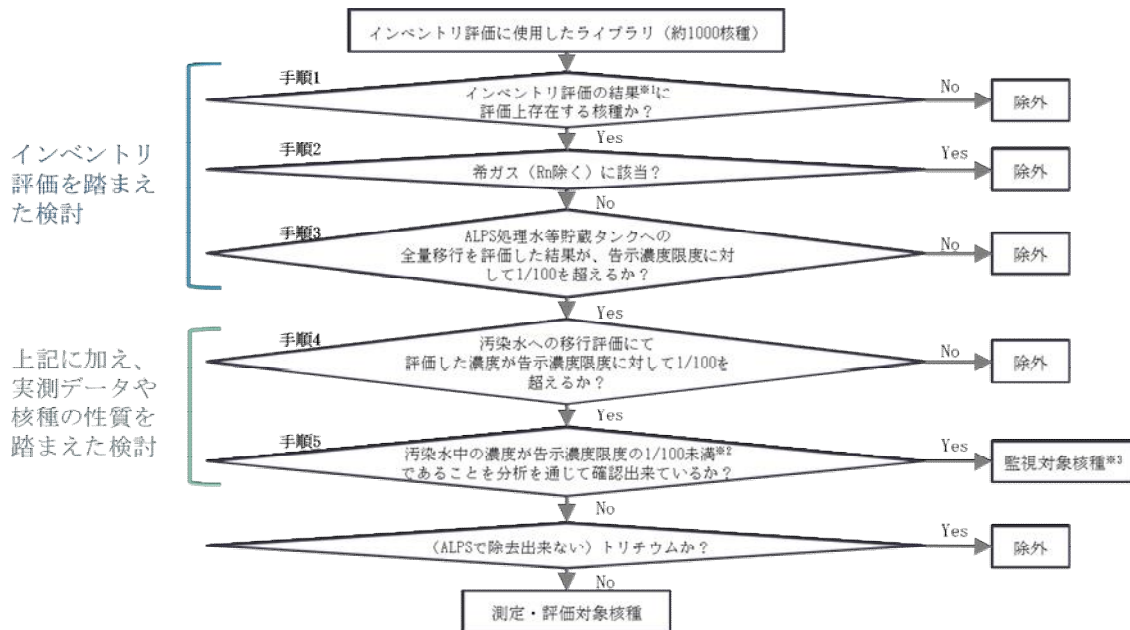 インベントリ評価に使用したライブラリ（約1000核種）
手順1
インベントリ評価の結果※1に
評価上存在する核種か？
No
除外
Yes
手順2
希ガス（Rn除く）に該当？
Yes
除外
No
インベントリ
評価を踏まえ
た検討
手順3
ALPS処理水等貯蔵タンクへの
全量移行を評価した結果が、告示濃度限度に対
して1/100を超えるか？
No
除外
Yes
手順4
汚染水への移行評価にて
評価した濃度が告示濃度限度に対して1/100を
超えるか？
No
除外
Yes
上記に加え、
実測データや
核種の性質を
踏まえた検討
手順5
汚染水中の濃度が告示濃度限度の1/100未満※2
であることを分析を通じて確認出来ているか？
Yes
監視対象核種※3
No
（ALPSで除去出来ない）トリチウムか？
Yes
除外
No
測定・評価対象核種